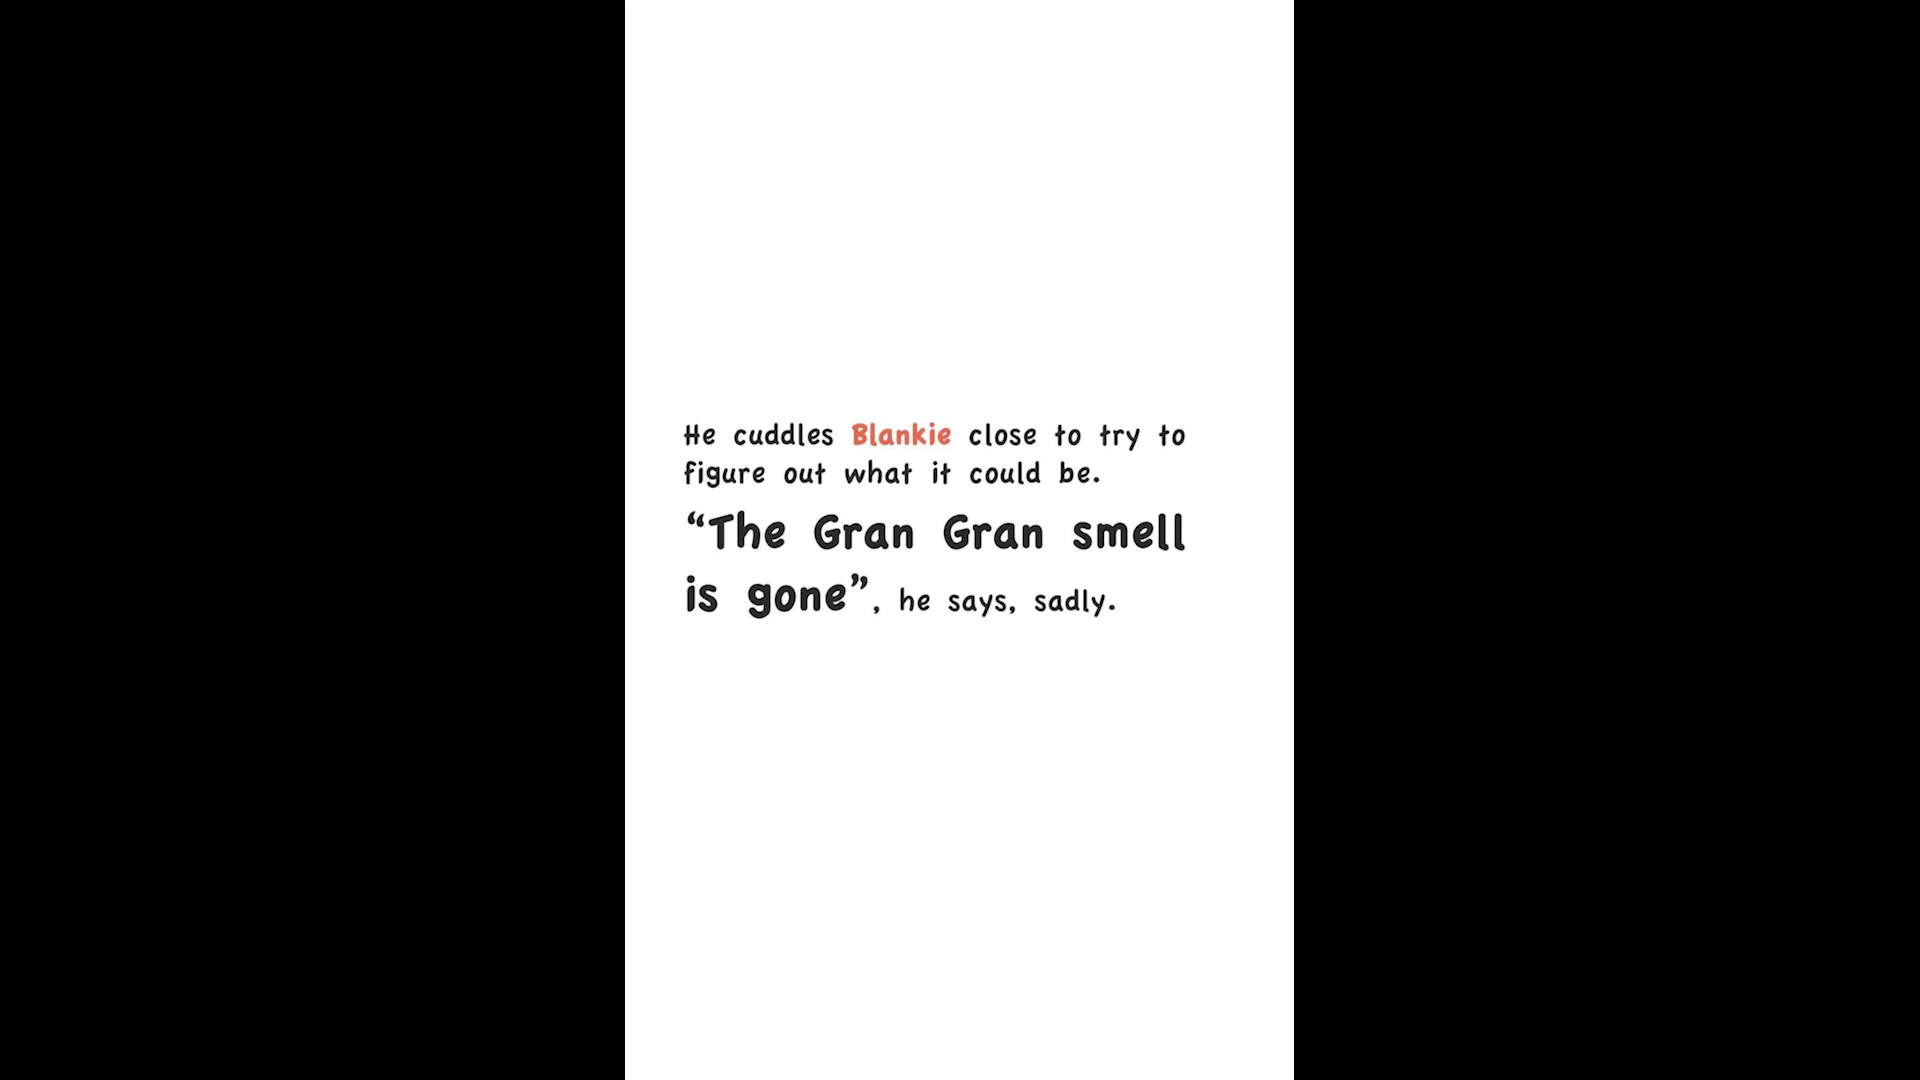 He cuddles Blankie close to try to
figure out what it could be.
“The Gran Gran smell
is gone”, he says, sadly.